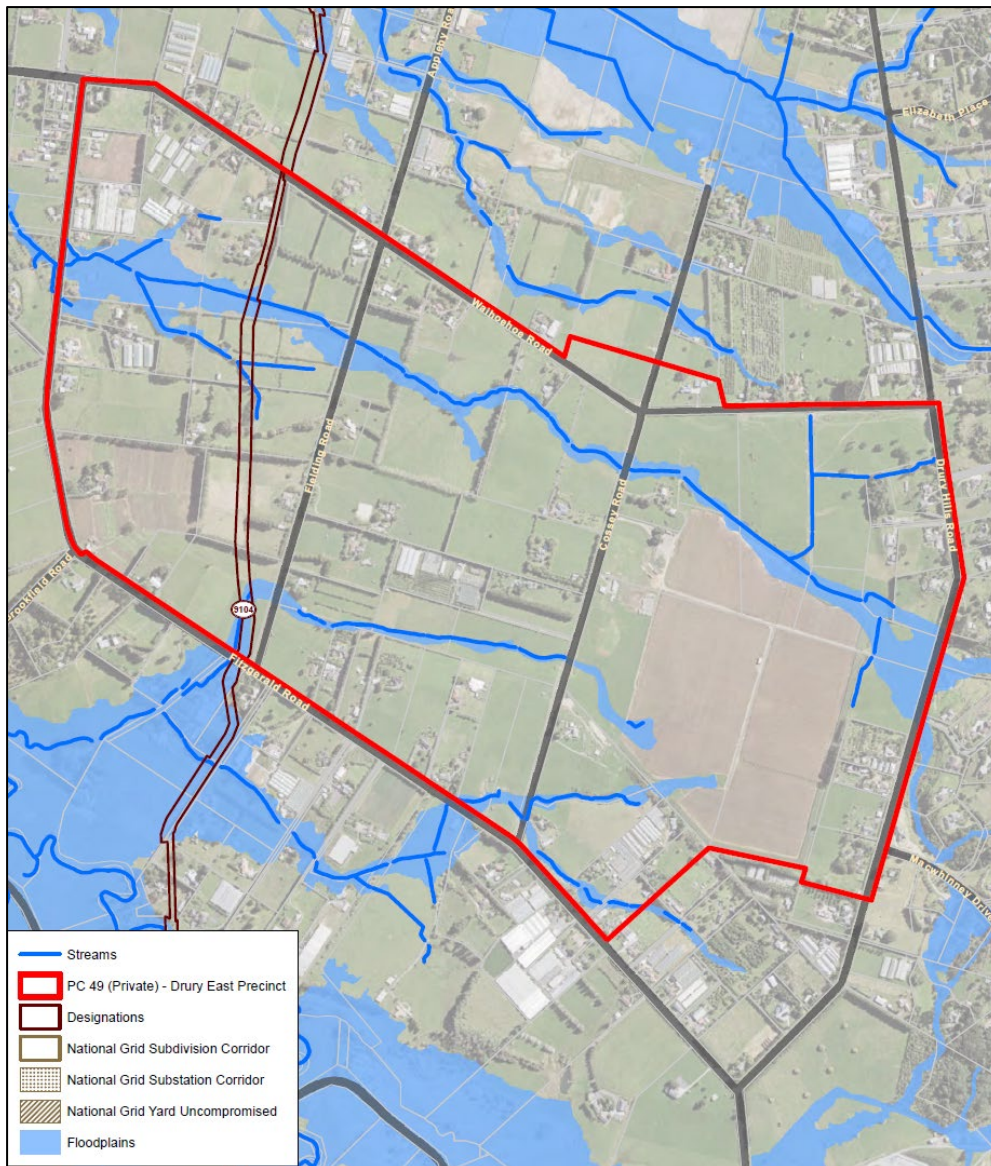 Appleby Road
Elizabeth Place
Waihoehoe Road
Fielding Road
Cossey Road
Drury Hills Road
Brookfield Road
9104
Fitzgerald Road
Macwhinney Drive
Streams
PC 49 (Private) - Drury East Precinct
Designations
National Grid Subdivision Corridor
National Grid Substation Corridor
National Grid Yard Uncompromised
Floodplains